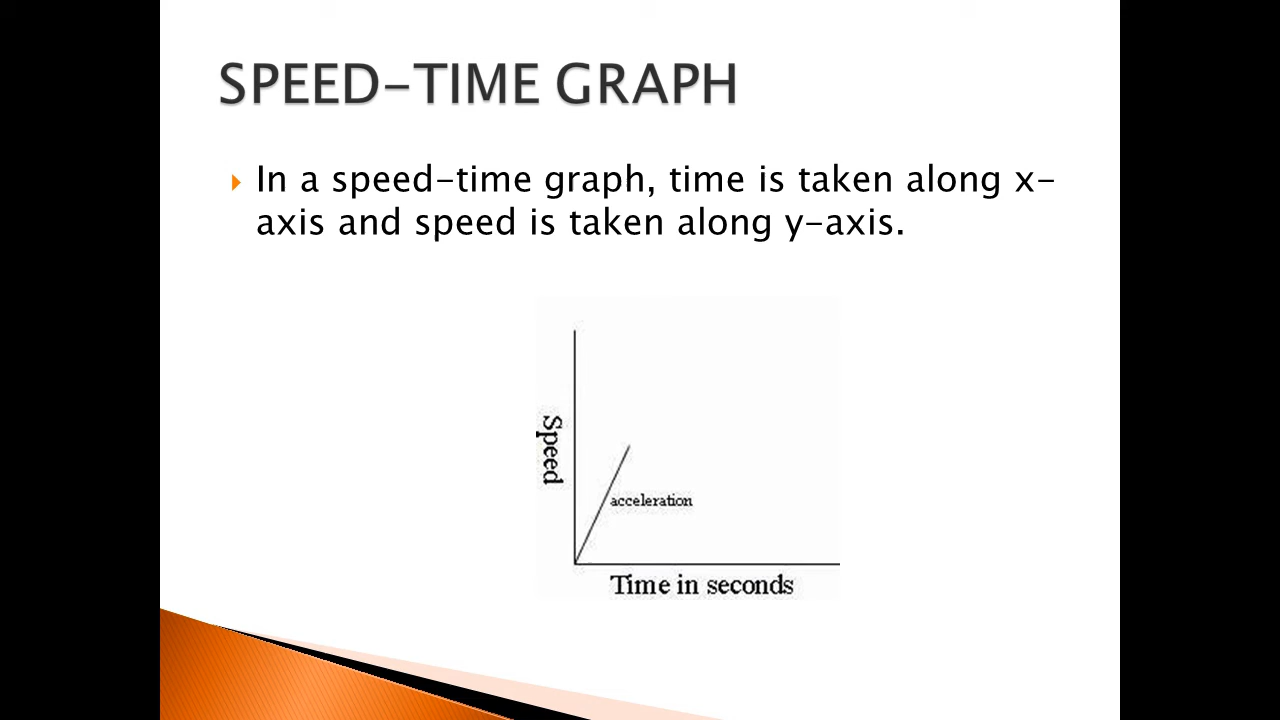 SPEED-TIME GRAPH
In a speed-time graph, time is taken along x-
axis and speed is taken along y-axis.
Speed
acceleration
Time in seconds